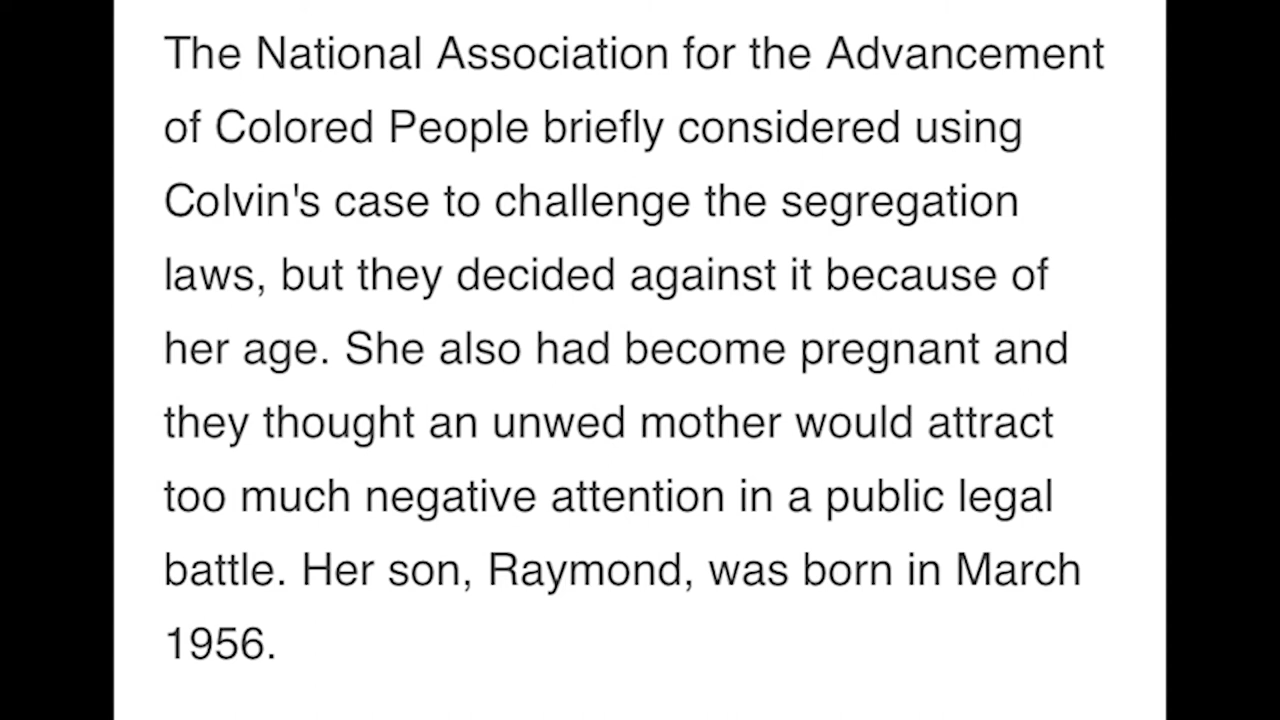 The National Association for the Advancement
of Colored People briefly considered using
Colvin's case to challenge the segregation
laws, but they decided against it because of
her age. She also had become pregnant and
they thought an unwed mother would attract
too much negative attention in a public legal
battle. Her son, Raymond, was born in March
1956.